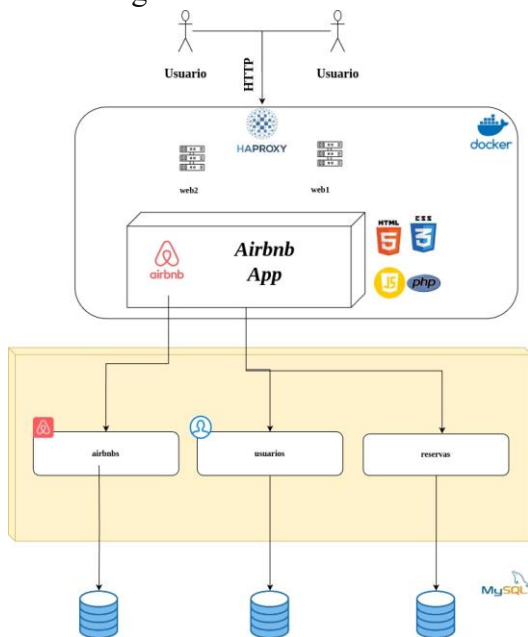 Usuario
Usuario
HTTP
HAPROXY
docker
web2
web1
HTML
5
CSS
3
airbnb
Airbnb
App
JS
php
airbnbs
usuarios
reservas
MySQL